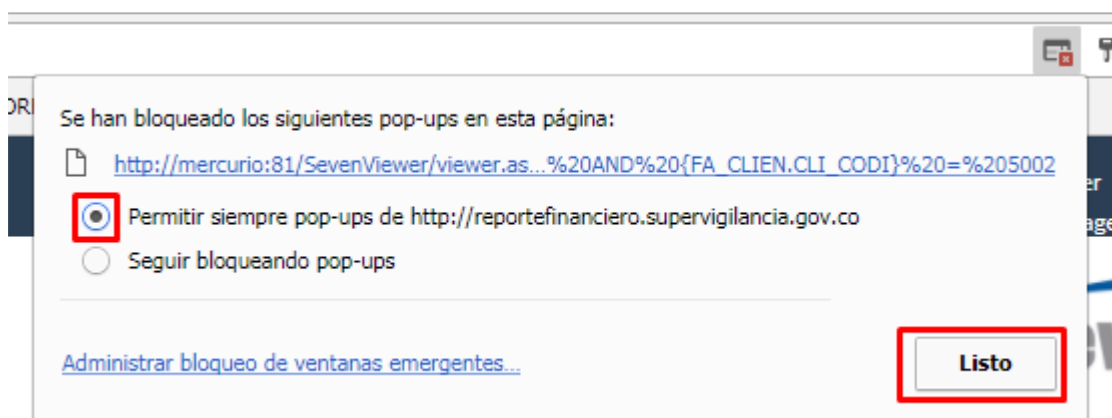 Se han bloqueado los siguientes pop-ups en esta página:
http://mercurio:81/SevenViewer/viewer.as...%20AND%20{FA_CLIEN.CLI_CODI}%20=%205002
Permitir siempre pop-ups de http://reportefinanciero.supervigilancia.gov.co
Seguir bloqueando pop-ups
Administrar bloqueo de ventanas emergentes...
Listo